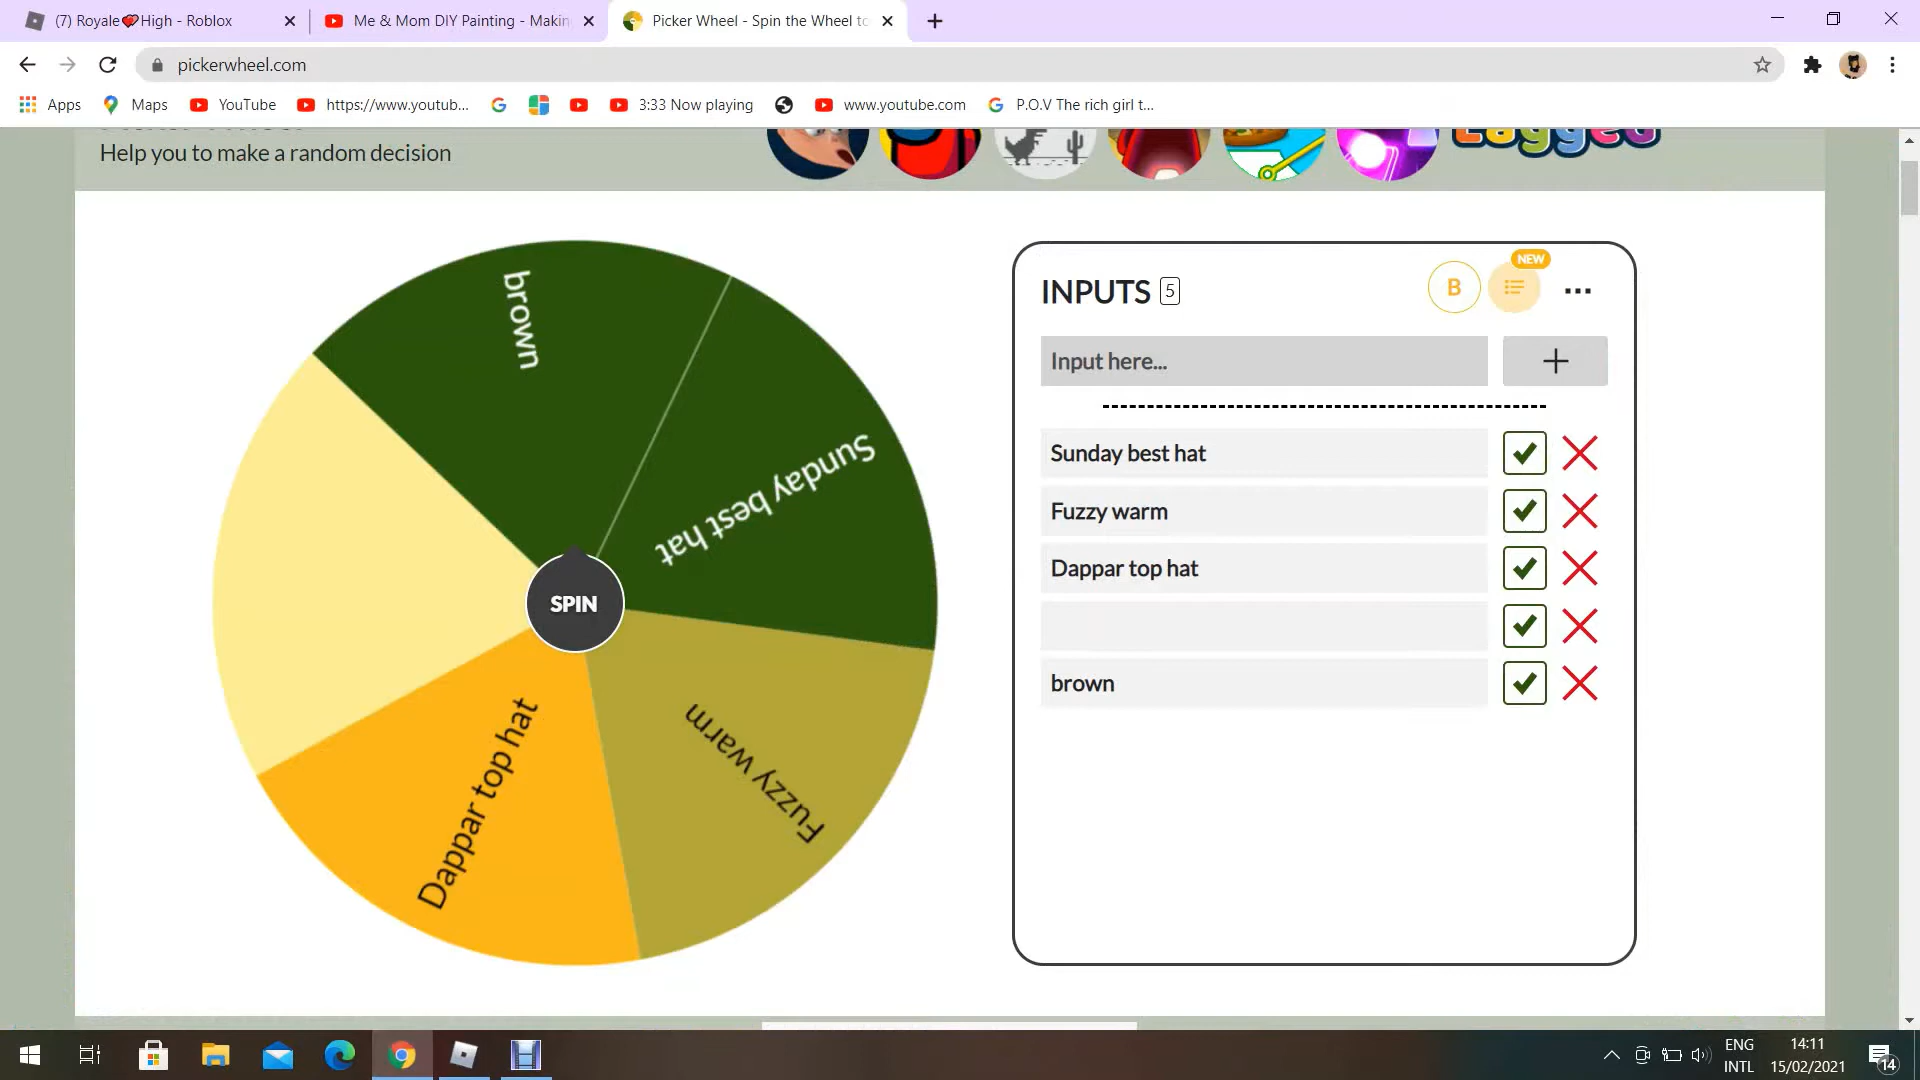 (7) Royale❤High - Roblox
Me & Mom DIY Painting - Makin
Picker Wheel - Spin the Wheel to
pickerwheel.com
Apps
Maps
YouTube
https://www.youtub...
3:33 Now playing
www.youtube.com
P.O.V The rich girl t...
Help you to make a random decision
Lagged
brown
Sunday best hat
Fuzzy warm
Dappar top hat
SPIN
INPUTS 5
B
NEW
...
Input here...
+
Sunday best hat
Fuzzy warm
Dappar top hat
brown
ENG
INTL
14:11
15/02/2021
14